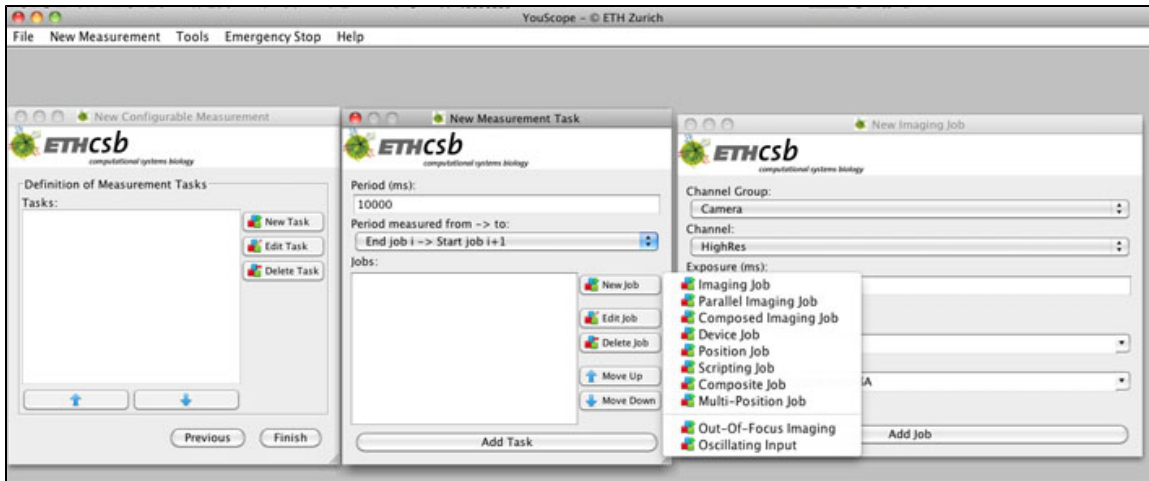 YouScope - © ETH Zurich
File New Measurement Tools Emergency Stop Help
New Configurable Measurement
ETHcsb
computational systems biology
Definition of Measurement Tasks
Tasks:
New Task
Edit Task
Delete Task
Previous
Finish
New Measurement Task
ETHcsb
computational systems biology
Period (ms):
10000
Period measured from -> to:
End job i -> Start job i+1
Jobs:
New Job
Edit Job
Delete Job
Move Up
Move Down
Add Task
Imaging Job
Parallel Imaging Job
Composed Imaging Job
Device Job
Position Job
Scripting Job
Composite Job
Multi-Position Job
Out-Of-Focus Imaging
Oscillating Input
New Imaging Job
ETHcsb
computational systems biology
Channel Group:
Camera
Channel:
HighRes
Exposure (ms):
Add Job